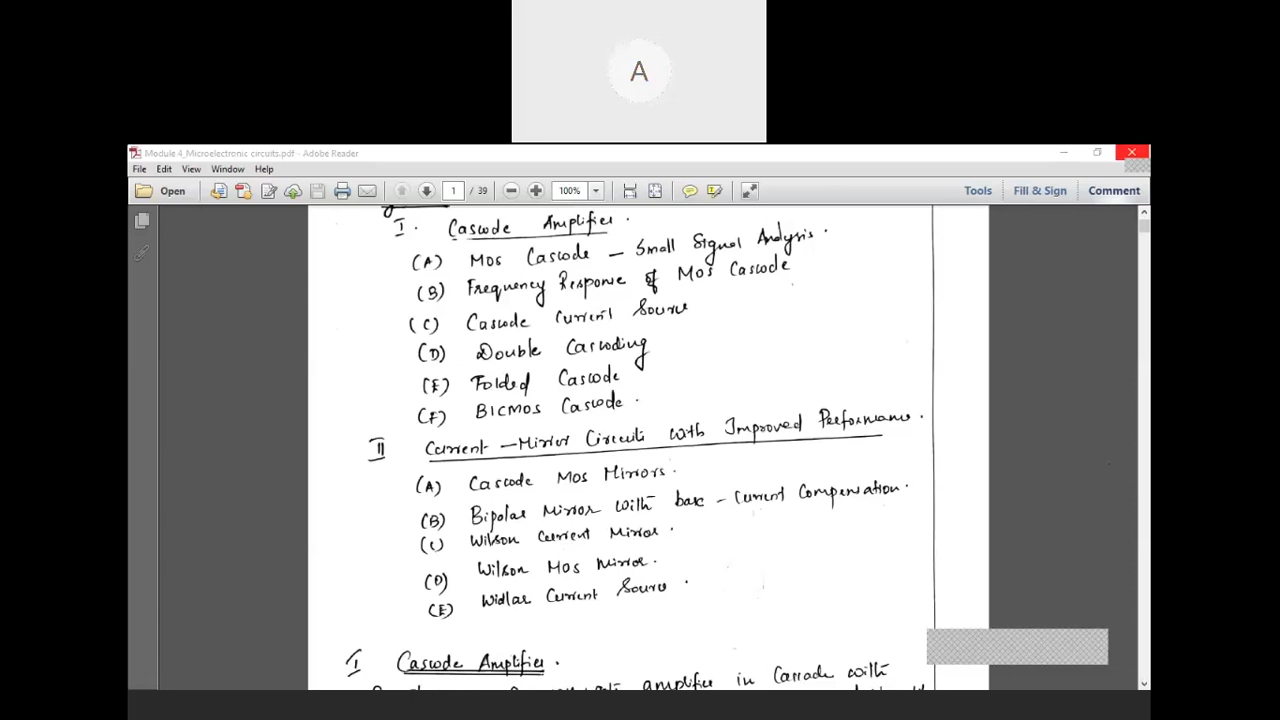 A
Module 4_Microelectronic circuits.pdf - Adobe Reader
File Edit View Window Help
Open 1 / 39 100% Tools Fill & Sign Comment
I. Cascode Amplifier.
(A) MOS Cascode - Small Signal Analysis.
(B) Frequency Response of MOS Cascode
(C) Cascode Current Source
(D) Double Cascoding
(E) Folded Cascode
(F) BICMOS Cascode.
II Current-Mirror Circuits with Improved Performance.
(A) Cascode MOS Mirrors.
(B) Bipolar Mirror with base-Current Compensation.
(C) Wilson Current Mirror.
(D) Wilson MOS Mirror.
(E) Widlar Current Source.
I Cascode Amplifier.
amplifier in Cascade with